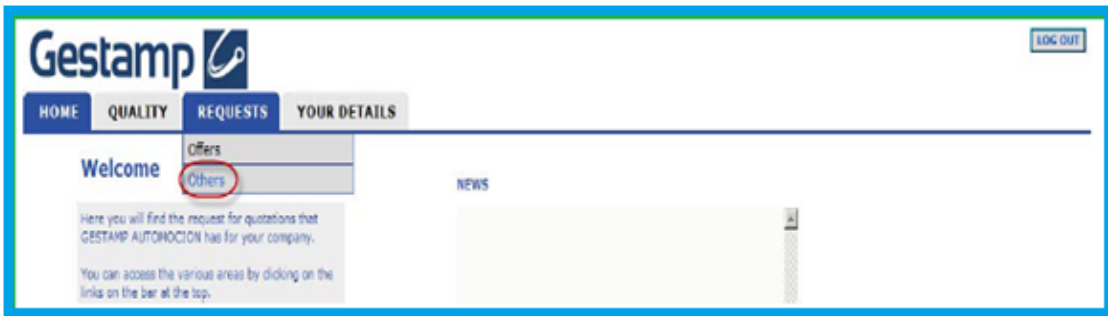 Gestamp
LOG OUT
HOME QUALITY REQUESTS YOUR DETAILS
Offers
Others
Welcome
NEWS
Here you will find the request for quotations that
GESTAMP AUTOMOCION has for your company.
You can access the various areas by clicking on the
links on the bar at the top.